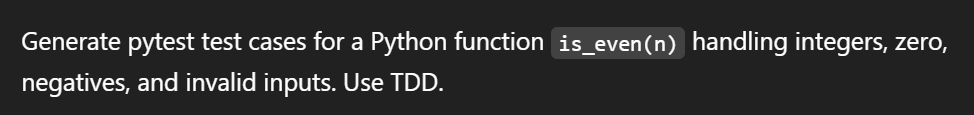 Generate pytest test cases for a Python function is_even(n) handling integers, zero,
negatives, and invalid inputs. Use TDD.